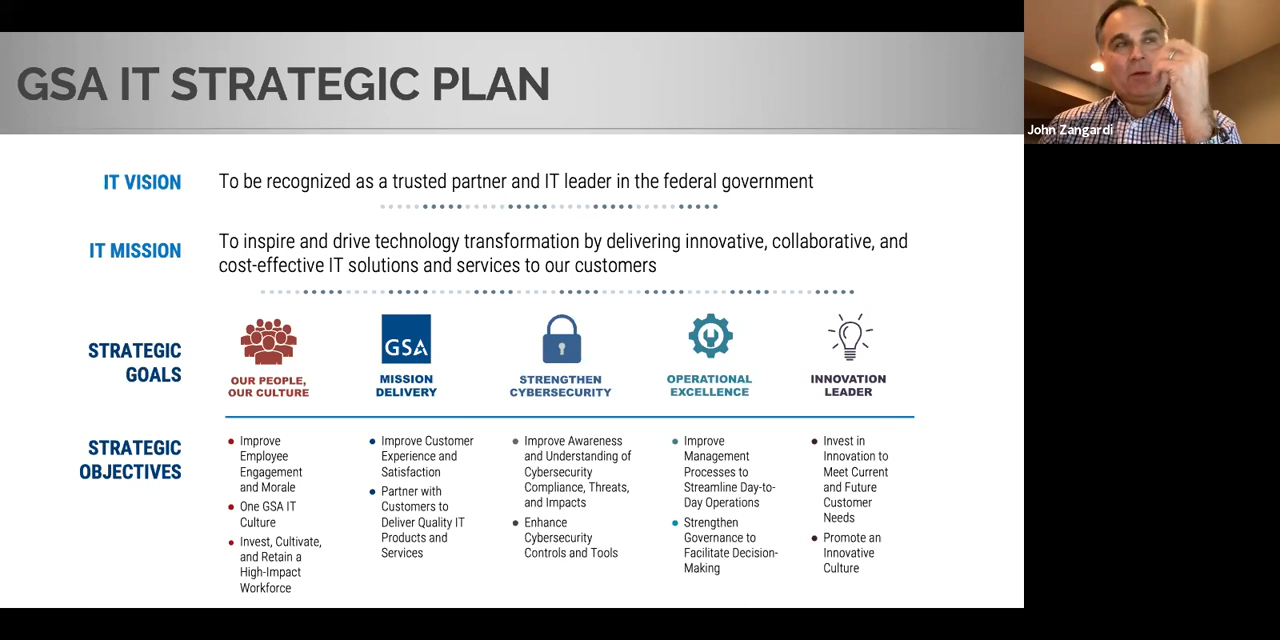 GSA IT STRATEGIC PLAN
John Zangardi
IT VISION
To be recognized as a trusted partner and IT leader in the federal government
IT MISSION
To inspire and drive technology transformation by delivering innovative, collaborative, and
cost-effective IT solutions and services to our customers
STRATEGIC
GOALS
OUR PEOPLE,
OUR CULTURE
GSA
MISSION
DELIVERY
STRENGTHEN
CYBERSECURITY
OPERATIONAL
EXCELLENCE
INNOVATION
LEADER
STRATEGIC
OBJECTIVES
• Improve
Employee
Engagement
and Morale
• One GSA IT
Culture
• Invest, Cultivate,
and Retain a
High-Impact
Workforce
• Improve Customer
Experience and
Satisfaction
• Partner with
Customers to
Deliver Quality IT
Products and
Services
• Improve Awareness
and Understanding of
Cybersecurity
Compliance, Threats,
and Impacts
• Enhance
Cybersecurity
Controls and Tools
• Improve
Management
Processes to
Streamline Day-to-
Day Operations
• Strengthen
Governance to
Facilitate Decision-
Making
• Invest in
Innovation to
Meet Current
and Future
Customer
Needs
• Promote an
Innovative
Culture